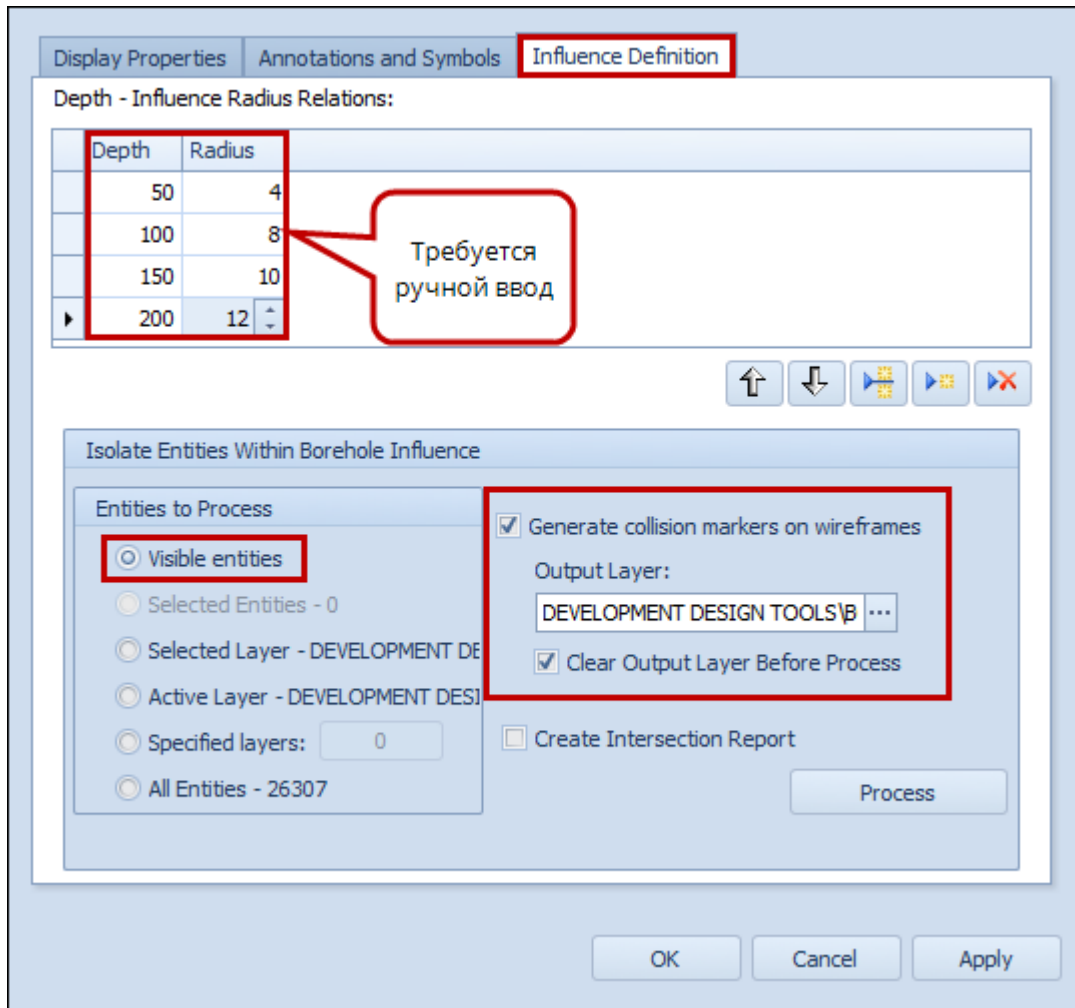 Display Properties Annotations and Symbols Influence Definition
Depth - Influence Radius Relations:
Depth Radius
50 4
100 8
150 10
200 12
Требуется
ручной ввод
Isolate Entities Within Borehole Influence
Entities to Process
Visible entities
Selected Entities - 0
Selected Layer - DEVELOPMENT DE
Active Layer - DEVELOPMENT DESI
Specified layers: 0
All Entities - 26307
Generate collision markers on wireframes
Output Layer:
DEVELOPMENT DESIGN TOOLS\B ...
Clear Output Layer Before Process
Create Intersection Report
Process
OK Cancel Apply